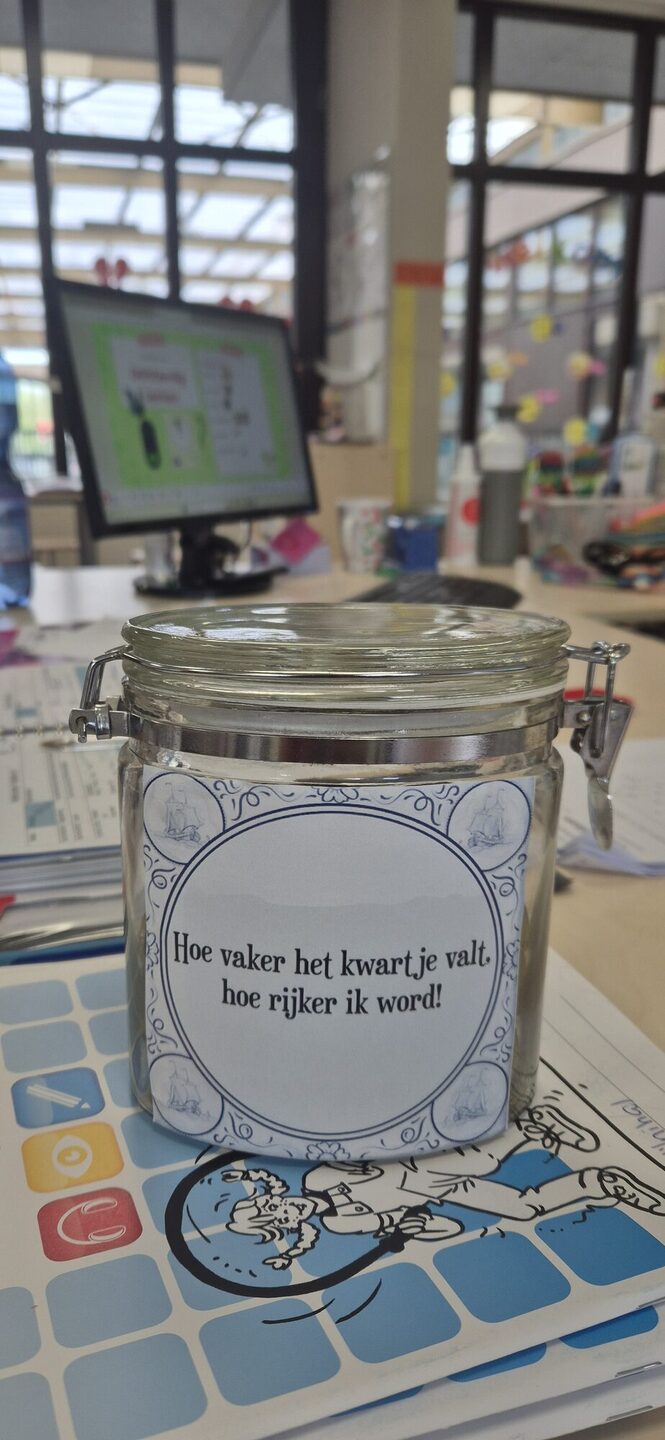 Hoe vaker het kwartje valt,
hoe rijker ik word!